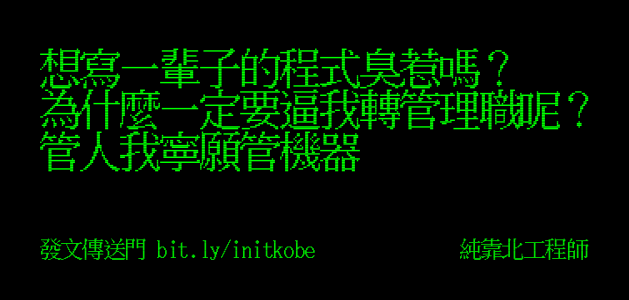 想寫一輩子的程式臭惹嗎？
為什麼一定要逼我轉管理職呢？
管人我寧願管機器
發文傳送門 bit.ly/initkobe
純靠北工程師